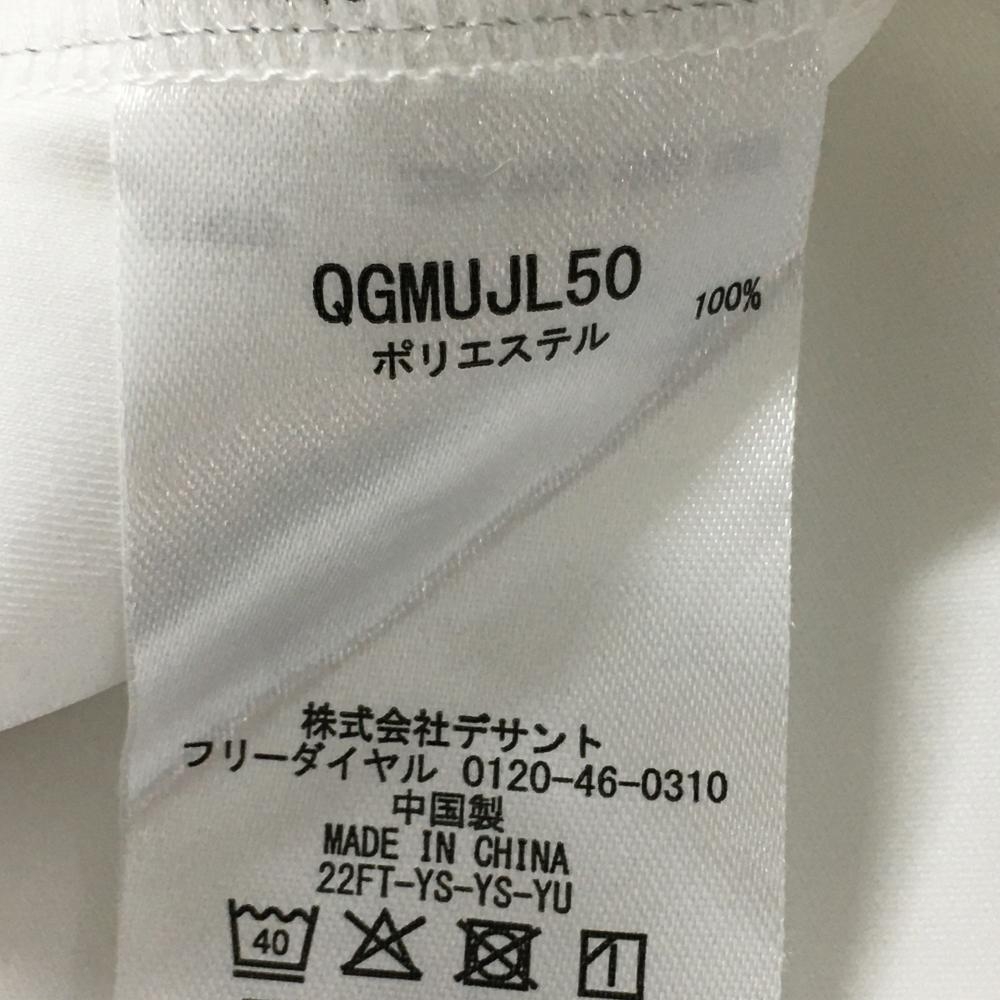 QGMUJL50
ポリエステル 100%
株式会社デサント
フリーダイヤル 0120-46-0310
中国製
MADE IN CHINA
22FT-YS-YS-YU
40